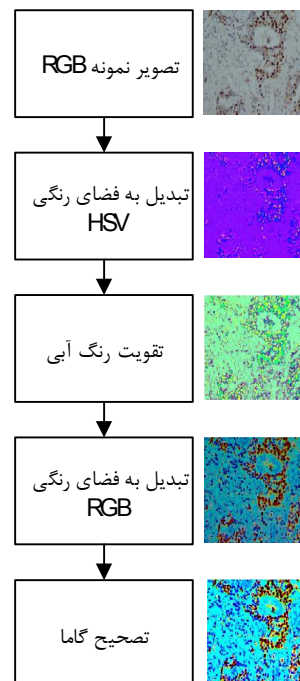 تصویر نمونه RGB
تبدیل به فضای رنگی
HSV
تقویت رنگ آبی
تبدیل به فضای رنگی
RGB
تصحیح گاما